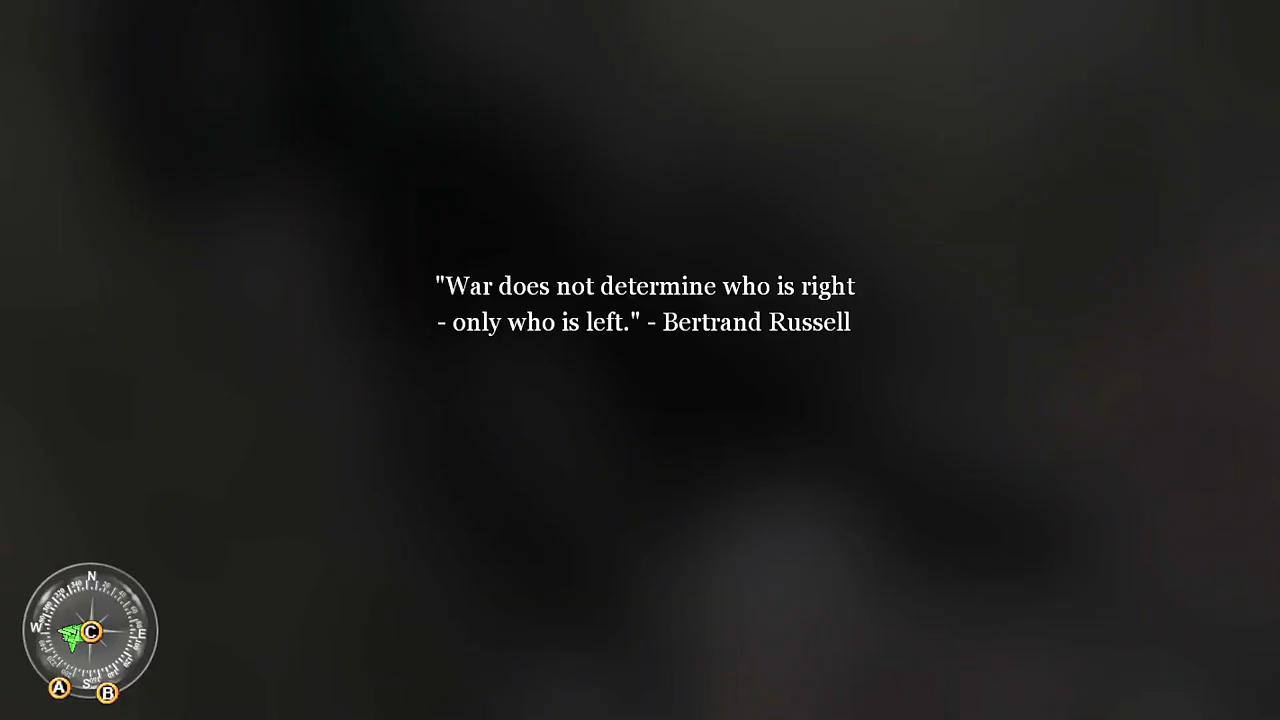 "War does not determine who is right
- only who is left." - Bertrand Russell
N
W
C
E
S
A
B